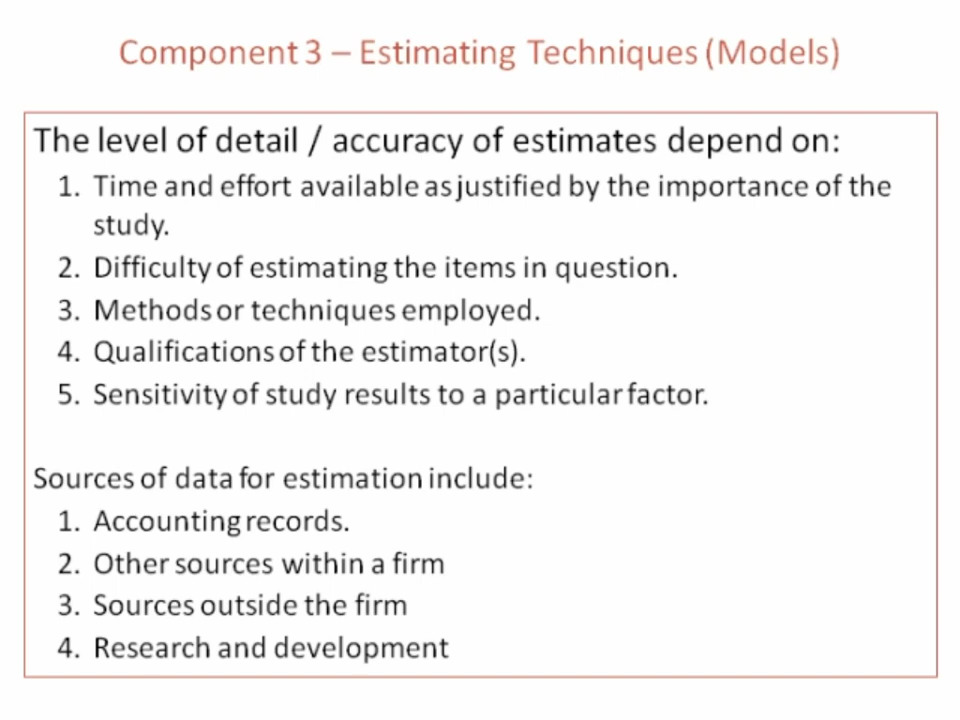 Component 3 – Estimating Techniques (Models)
The level of detail / accuracy of estimates depend on:
1. Time and effort available as justified by the importance of the
study.
2. Difficulty of estimating the items in question.
3. Methods or techniques employed.
4. Qualifications of the estimator(s).
5. Sensitivity of study results to a particular factor.
Sources of data for estimation include:
1. Accounting records.
2. Other sources within a firm
3. Sources outside the firm
4. Research and development